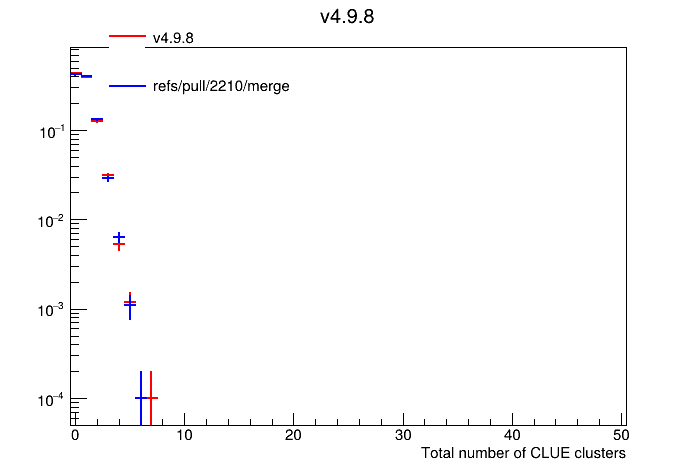 v4.9.8
v4.9.8
refs/pull/2210/merge
10⁻¹
10⁻²
10⁻³
10⁻⁴
0 10 20 30 40 50
Total number of CLUE clusters